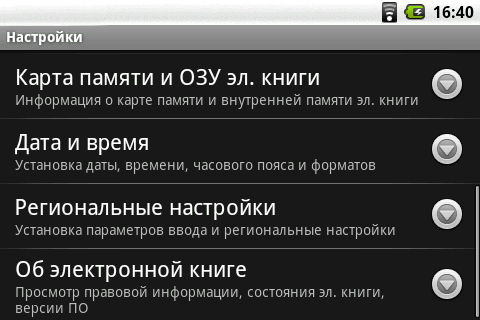 16:40
Настройки
Карта памяти и ОЗУ эл. книги
Информация о карте памяти и внутренней памяти эл. книги
Дата и время
Установка даты, времени, часового пояса и форматов
Региональные настройки
Установка параметров ввода и региональные настройки
Об электронной книге
Просмотр правовой информации, состояния эл. книги,
версии ПО